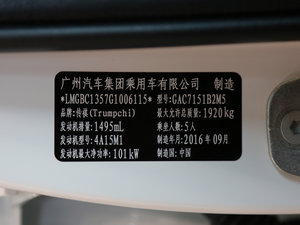 广州汽车集团乘用车有限公司 制造
*LMGBC1357G1006115* 型号:GAC7151B2M5
品牌:传祺(Trumpchi) 最大允许总质量:1920kg
发动机排量:1495mL 乘坐人数:5人
发动机型号:4A15M1 制造年月:2016年09月
发动机最大净功率:101kW 制造国:中国